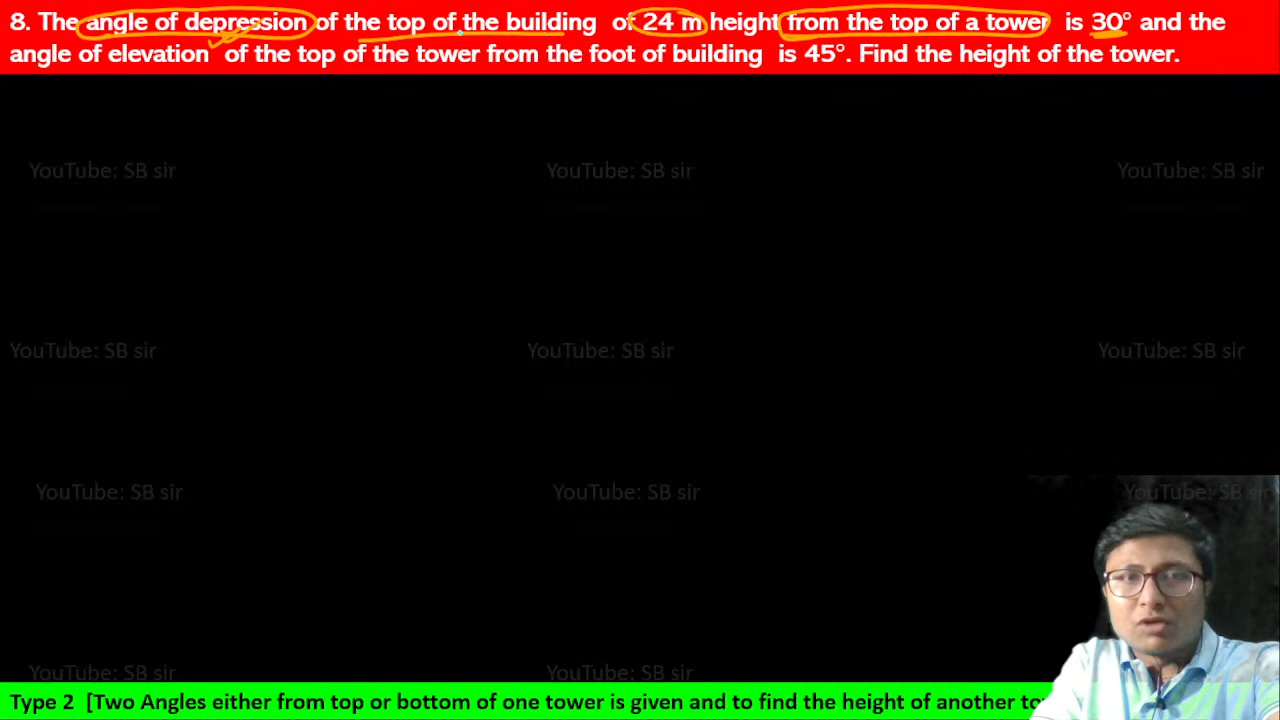 8. The angle of depression of the top of the building of 24 m height from the top of a tower is 30° and the
angle of elevation of the top of the tower from the foot of building is 45°. Find the height of the tower.
YouTube: SB sir YouTube: SB sir YouTube: SB sir
YouTube: SB sir YouTube: SB sir YouTube: SB sir
YouTube: SB sir YouTube: SB sir YouTube: SB sir
YouTube: SB sir YouTube: SB sir
Type 2 [Two Angles either from top or bottom of one tower is given and to find the height of another